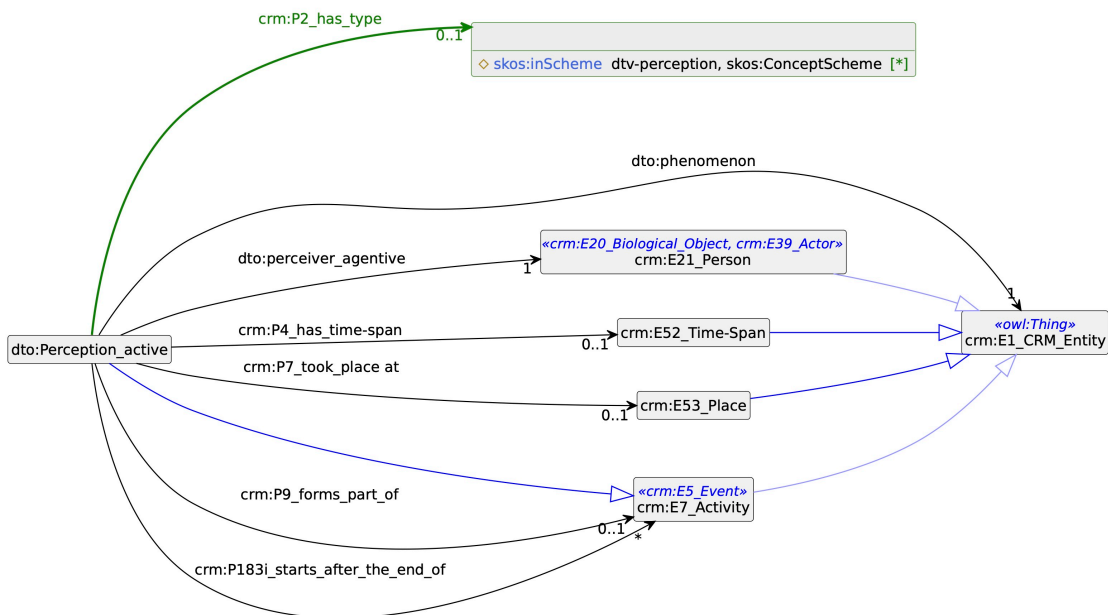 crm:P2_has_type
0..1
skos:inScheme dtv-perception, skos:ConceptScheme [*]
dto:phenomenon
«crm:E20_Biological_Object, crm:E39_Actor»
dto:perceiver_agentive
crm:E21_Person
1
1
«owl:Thing»
crm:P4_has_time-span
crm:E52_Time-Span
crm:E1_CRM_Entity
0..1
dto:Perception_active
crm:P7_took_place at
crm:E53_Place
0..1
«crm:E5_Event»
crm:P9_forms_part_of
crm:E7_Activity
0..1
*
crm:P183i_starts_after_the_end_of